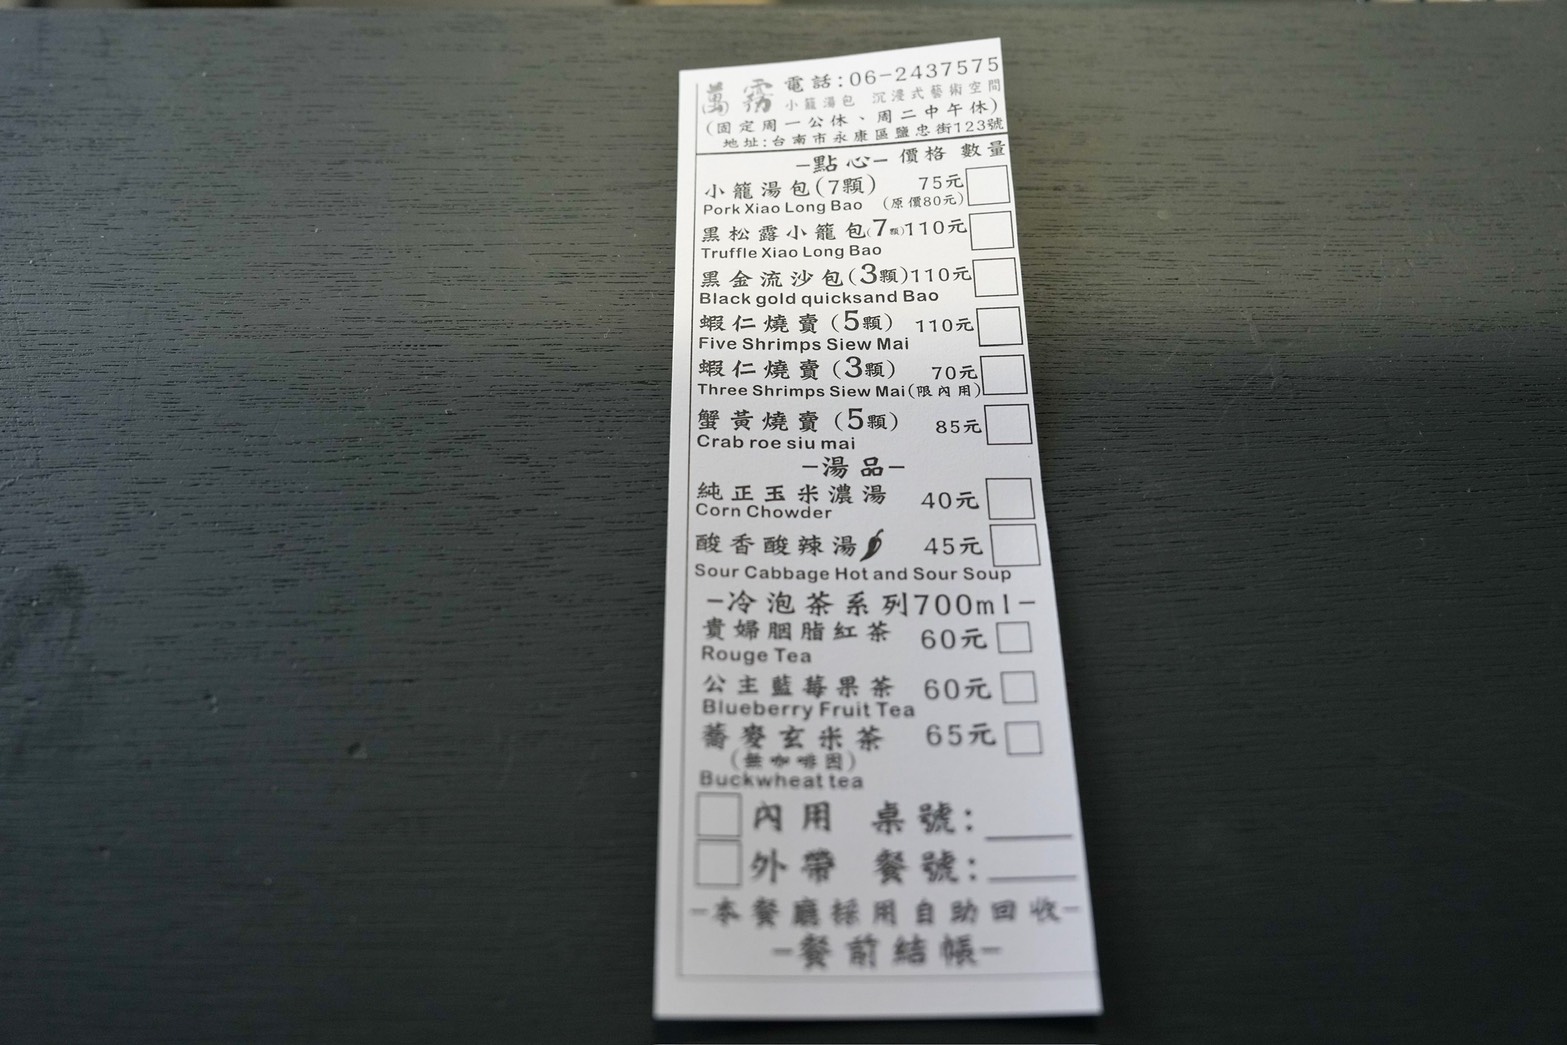 萬霧 電話:06-2437575
小籠湯包 沉浸式藝術空間
(固定周一公休、周二中午休)
地址:台南市永康區鹽忠街123號
-點心- 價格 數量
小籠湯包(7顆) 75元
Pork Xiao Long Bao (原價80元)
黑松露小籠包(7顆)110元
Truffle Xiao Long Bao
黑金流沙包(3顆)110元
Black gold quicksand Bao
蝦仁燒賣(5顆) 110元
Five Shrimps Siew Mai
蝦仁燒賣(3顆) 70元
Three Shrimps Siew Mai(限內用)
蟹黃燒賣(5顆) 85元
Crab roe siu mai
-湯品-
純正玉米濃湯 40元
Corn Chowder
酸香酸辣湯 45元
Sour Cabbage Hot and Sour Soup
-冷泡茶系列700ml-
貴婦胭脂紅茶 60元
Rouge Tea
公主藍莓果茶 60元
Blueberry Fruit Tea
蕎麥玄米茶 65元
(無咖啡因)
Buckwheat tea
內用 桌號:
外帶 餐號:
-本餐廳採用自助回收-
-餐前結帳-